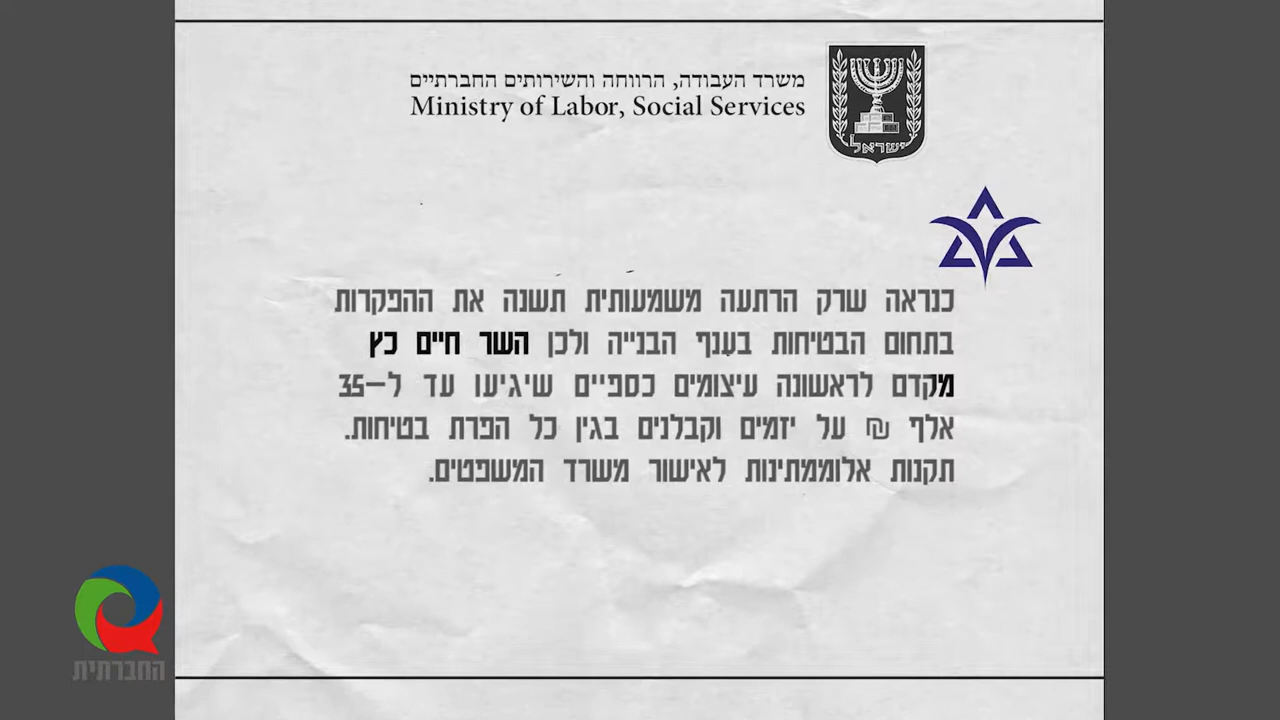 משרד העבודה, הרווחה והשירותים החברתיים
Ministry of Labor, Social Services
ישראל
כנראה שרק הרתעה משמעותית תשנה את ההפקרות
בתחום הבטיחות בענף הבנייה ולכן השר חיים כץ
מקדם לראשונה עיצומים כספיים שיגיעו עד ל-35
אלף ₪ על יזמים וקבלנים בגין כל הפרת בטיחות.
תקנות אלוממתינות לאישור משרד המשפטים.
החברתית